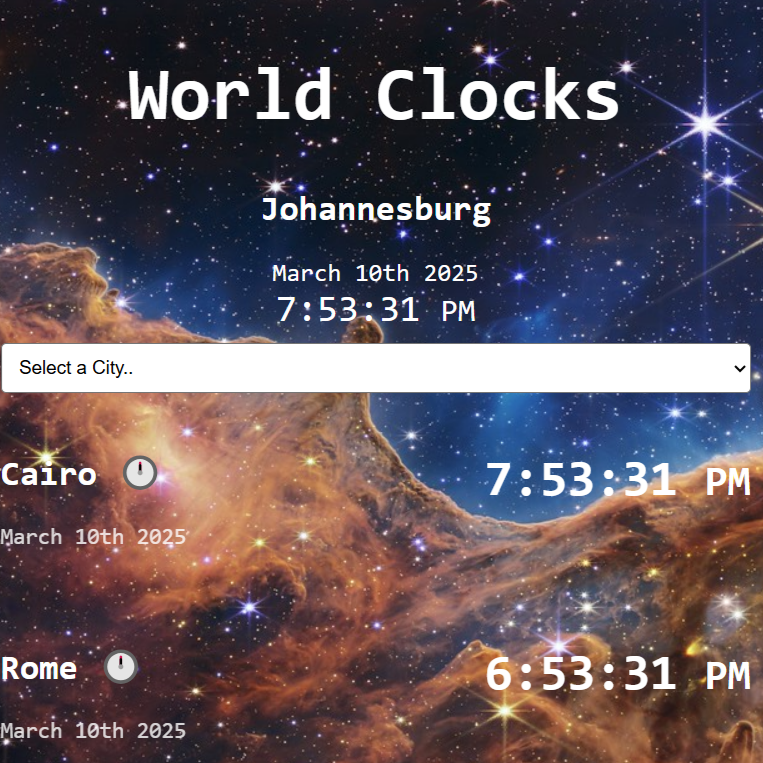 World Clocks
Johannesburg
March 10th 2025
7:53:31 PM
Select a City..
Cairo 7:53:31 PM
March 10th 2025
Rome 6:53:31 PM
March 10th 2025